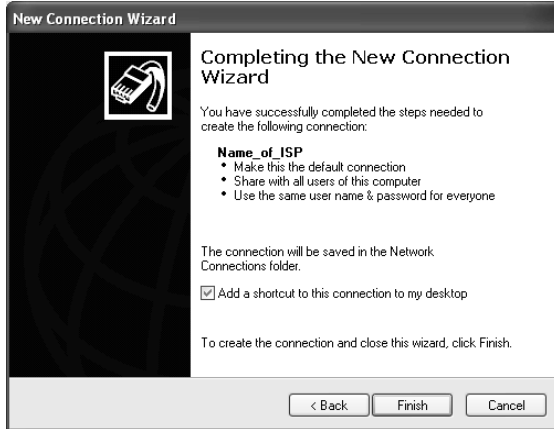 New Connection Wizard
Completing the New Connection
Wizard
You have successfully completed the steps needed to
create the following connection:
Name_of_ISP
• Make this the default connection
• Share with all users of this computer
• Use the same user name & password for everyone
The connection will be saved in the Network
Connections folder.
Add a shortcut to this connection to my desktop
To create the connection and close this wizard, click Finish.
< Back
Finish
Cancel